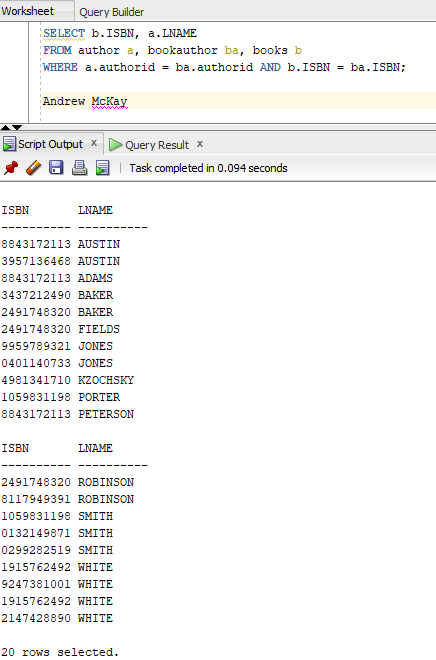 Worksheet Query Builder
SELECT b.ISBN, a.LNAME
FROM author a, bookauthor ba, books b
WHERE a.authorid = ba.authorid AND b.ISBN = ba.ISBN;
Andrew McKay
Script Output x Query Result x
Task completed in 0.094 seconds
ISBN LNAME
---------- ----------
8843172113 AUSTIN
3957136468 AUSTIN
8843172113 ADAMS
3437212490 BAKER
2491748320 BAKER
2491748320 FIELDS
9959789321 JONES
0401140733 JONES
4981341710 KZOCHSKY
1059831198 PORTER
8843172113 PETERSON
ISBN LNAME
---------- ----------
2491748320 ROBINSON
8117949391 ROBINSON
1059831198 SMITH
0132149871 SMITH
0299282519 SMITH
1915762492 WHITE
9247381001 WHITE
1915762492 WHITE
2147428890 WHITE
20 rows selected.